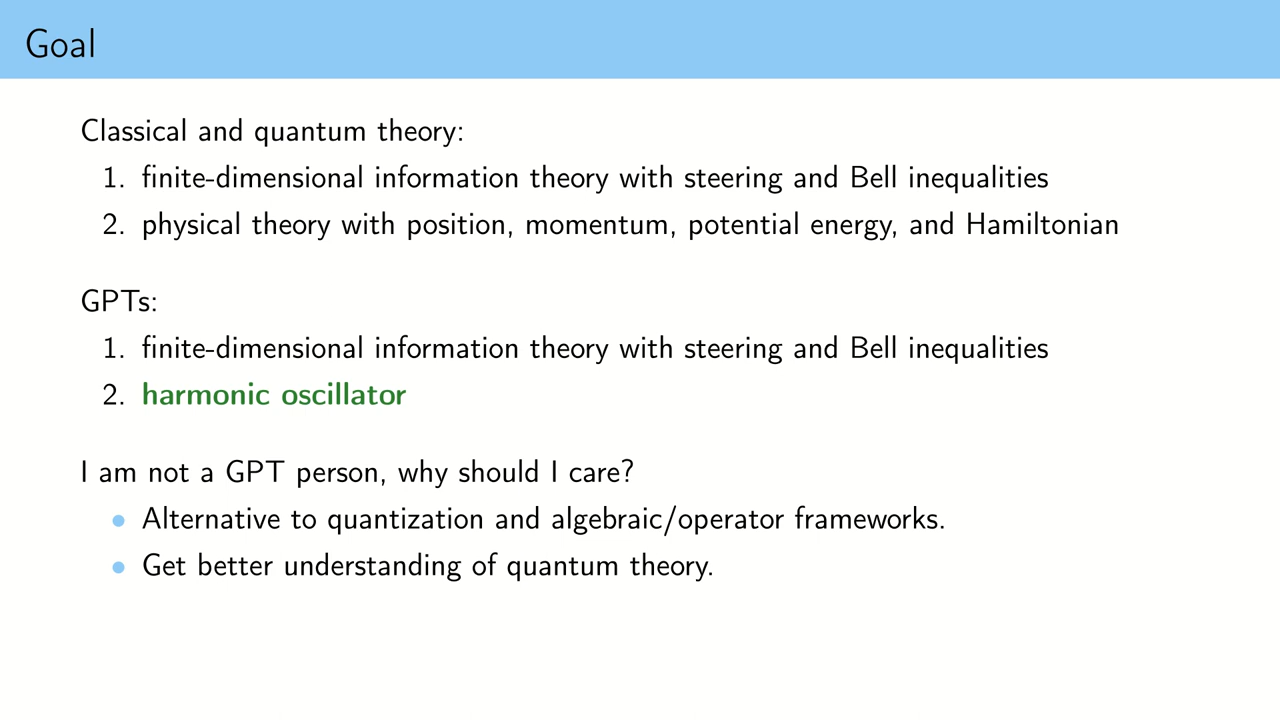 Goal
Classical and quantum theory:
1. finite-dimensional information theory with steering and Bell inequalities
2. physical theory with position, momentum, potential energy, and Hamiltonian
GPTs:
1. finite-dimensional information theory with steering and Bell inequalities
2. harmonic oscillator
I am not a GPT person, why should I care?
• Alternative to quantization and algebraic/operator frameworks.
• Get better understanding of quantum theory.